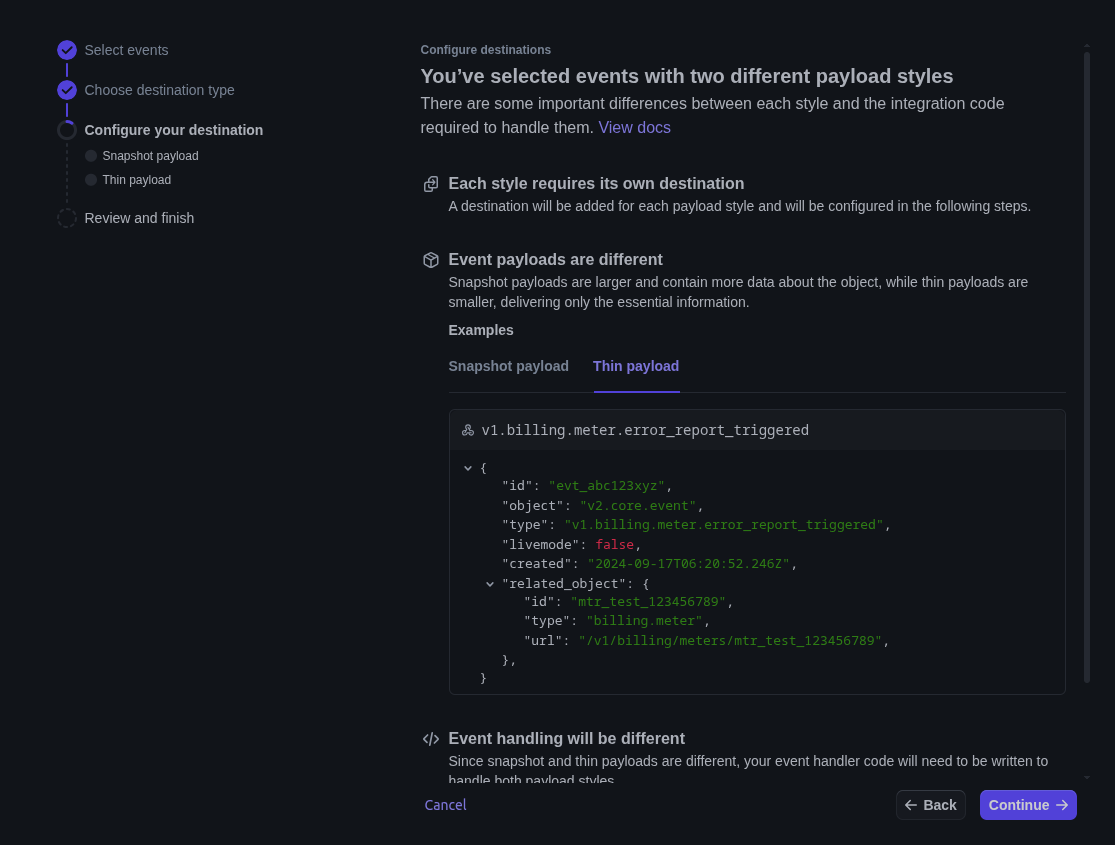 Select events
Choose destination type
Configure your destination
Snapshot payload
Thin payload
Review and finish
Configure destinations
You’ve selected events with two different payload styles
There are some important differences between each style and the integration code
required to handle them. View docs
Each style requires its own destination
A destination will be added for each payload style and will be configured in the following steps.
Event payloads are different
Snapshot payloads are larger and contain more data about the object, while thin payloads are
smaller, delivering only the essential information.
Examples
Snapshot payload Thin payload
v1.billing.meter.error_report_triggered
{
"id": "evt_abc123xyz",
"object": "v2.core.event",
"type": "v1.billing.meter.error_report_triggered",
"livemode": false,
"created": "2024-09-17T06:20:52.246Z",
"related_object": {
"id": "mtr_test_123456789",
"type": "billing.meter",
"url": "/v1/billing/meters/mtr_test_123456789",
},
}
Event handling will be different
Since snapshot and thin payloads are different, your event handler code will need to be written to
handle both payload styles
Cancel Back Continue